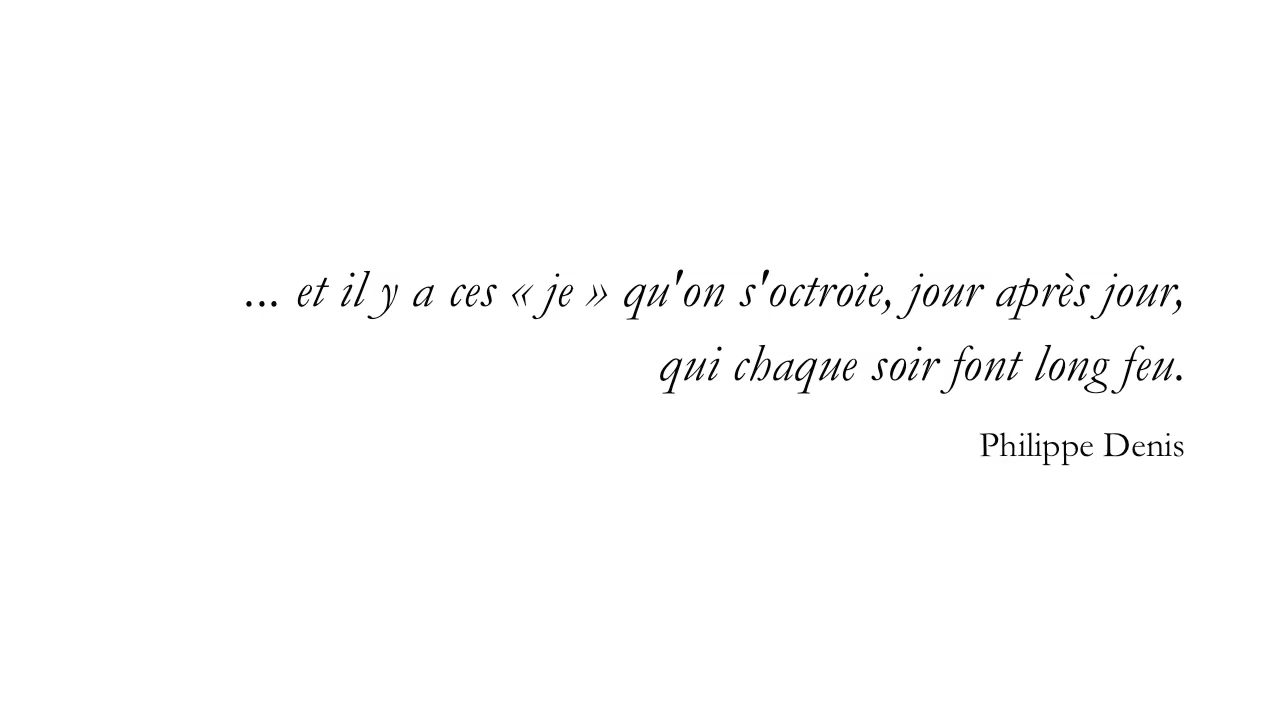 ... et il y a ces « je » qu'on s'octroie, jour après jour,
qui chaque soir font long feu.
Philippe Denis